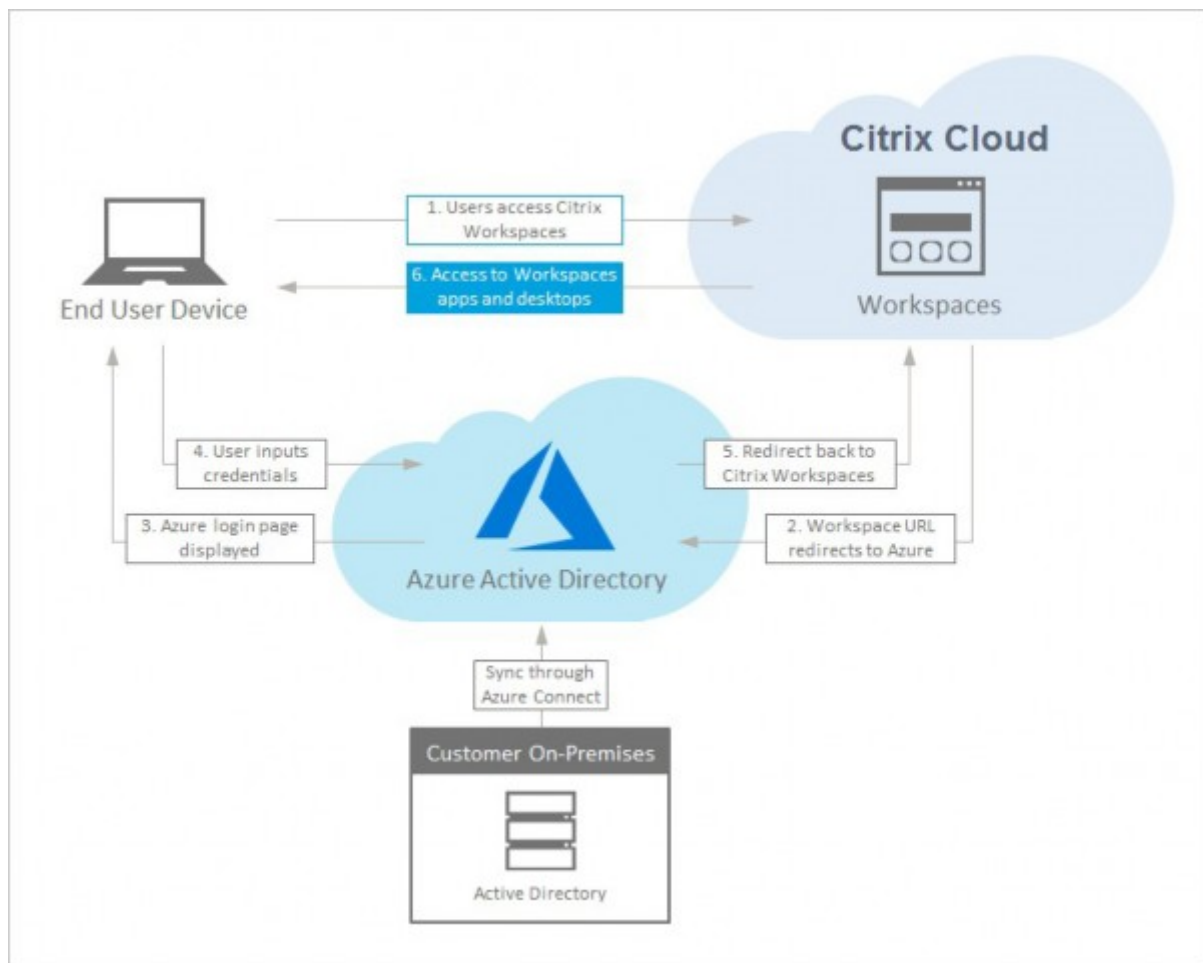 Citrix Cloud
1. Users access Citrix
Workspaces
6. Access to Workspaces
apps and desktops
End User Device
Workspaces
4. User inputs
credentials
5. Redirect back to
Citrix Workspaces
3. Azure login page
displayed
2. Workspace URL
redirects to Azure
Azure Active Directory
Sync through
Azure Connect
Customer On-Premises
Active Directory